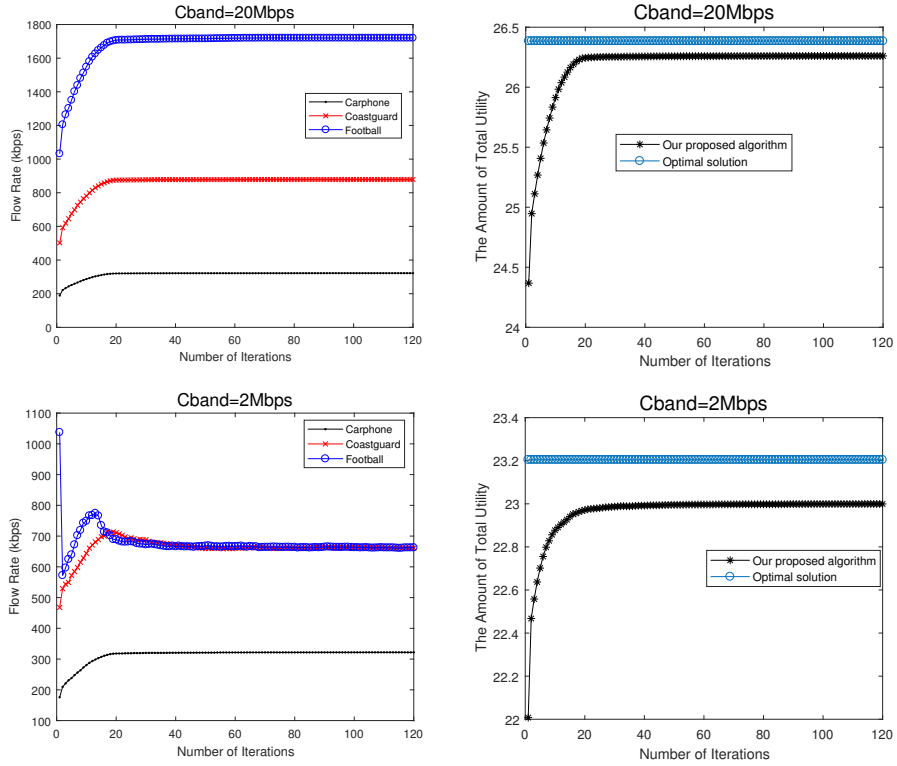 Cband=20Mbps
1800
1600
1400
1200
1000
800
600
400
200
0
Flow Rate (kbps)
Carphone
Coastguard
Football
0 20 40 60 80 100 120
Number of Iterations
Cband=20Mbps
26.5
26
25.5
25
24.5
24
The Amount of Total Utility
Our proposed algorithm
Optimal solution
0 20 40 60 80 100 120
Number of Iterations
Cband=2Mbps
1100
1000
900
800
700
600
500
400
300
200
100
Flow Rate (kbps)
Carphone
Coastguard
Football
0 20 40 60 80 100 120
Number of Iterations
Cband=2Mbps
23.4
23.2
23
22.8
22.6
22.4
22.2
22
The Amount of Total Utility
Our proposed algorithm
Optimal solution
0 20 40 60 80 100 120
Number of Iterations